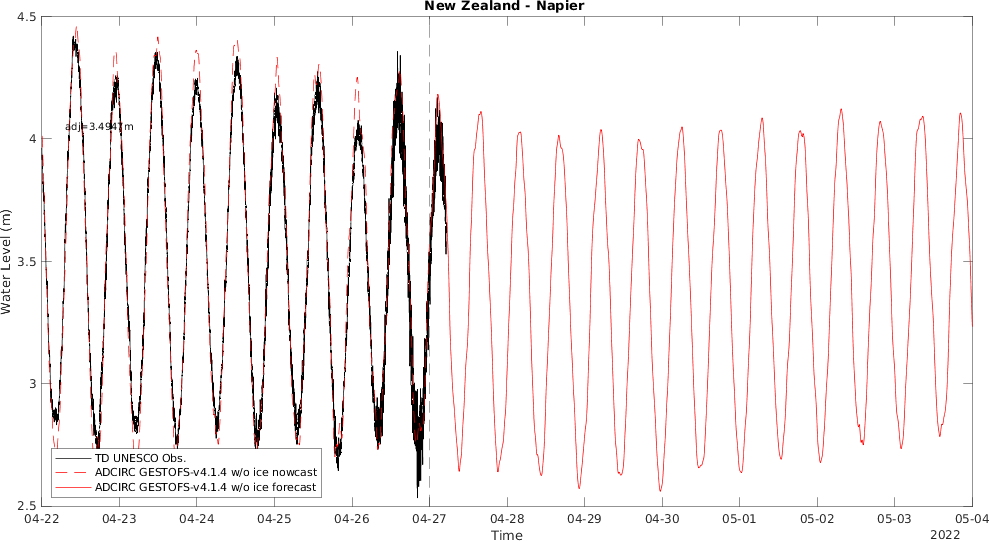 New Zealand - Napier
4.5
4
3.5
3
2.5
Water Level (m)
adj=3.4947m
TD UNESCO Obs.
ADCIRC GESTOFS-v4.1.4 w/o ice nowcast
ADCIRC GESTOFS-v4.1.4 w/o ice forecast
04-22 04-23 04-24 04-25 04-26 04-27 04-28 04-29 04-30 05-01 05-02 05-03 05-04
Time
2022